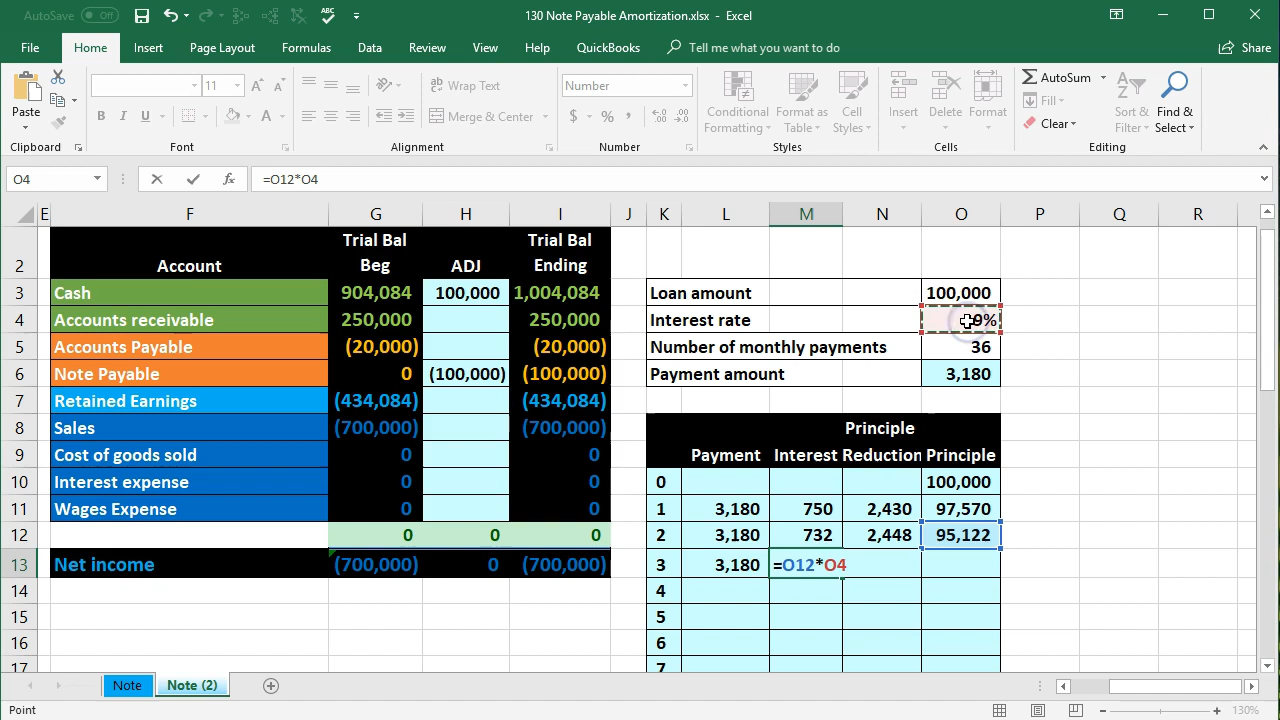 AutoSave Off ABC 130 Note Payable Amortization.xlsx - Excel
File Home Insert Page Layout Formulas Data Review View Help QuickBooks Tell me what you want to do Share
Paste 11 A A ab Wrap Text Number Conditional Format as Cell Insert Delete Format AutoSum Sort & Find &
B I U A Merge & Center $ % , .00 Formatting Table Styles Fill Filter Select
Clear
Clipboard Font Alignment Number Styles Cells Editing
O4 fx =O12*O4
E F G H I J K L M N O P Q R
Trial Bal Trial Bal
2 Account Beg ADJ Ending
3 Cash 904,084 100,000 1,004,084 Loan amount 100,000
4 Accounts receivable 250,000 250,000 Interest rate 9%
5 Accounts Payable (20,000) (20,000) Number of monthly payments 36
6 Note Payable 0 (100,000) (100,000) Payment amount 3,180
7 Retained Earnings (434,084) (434,084)
8 Sales (700,000) (700,000) Principle
9 Cost of goods sold 0 0 Payment Interest Reduction Principle
10 Interest expense 0 0 0 100,000
11 Wages Expense 0 0 1 3,180 750 2,430 97,570
12 0 0 0 2 3,180 732 2,448 95,122
13 Net income (700,000) 0 (700,000) 3 3,180 =O12*O4
14 4
15 5
16 6
17 7
Note Note (2)
Point 130%